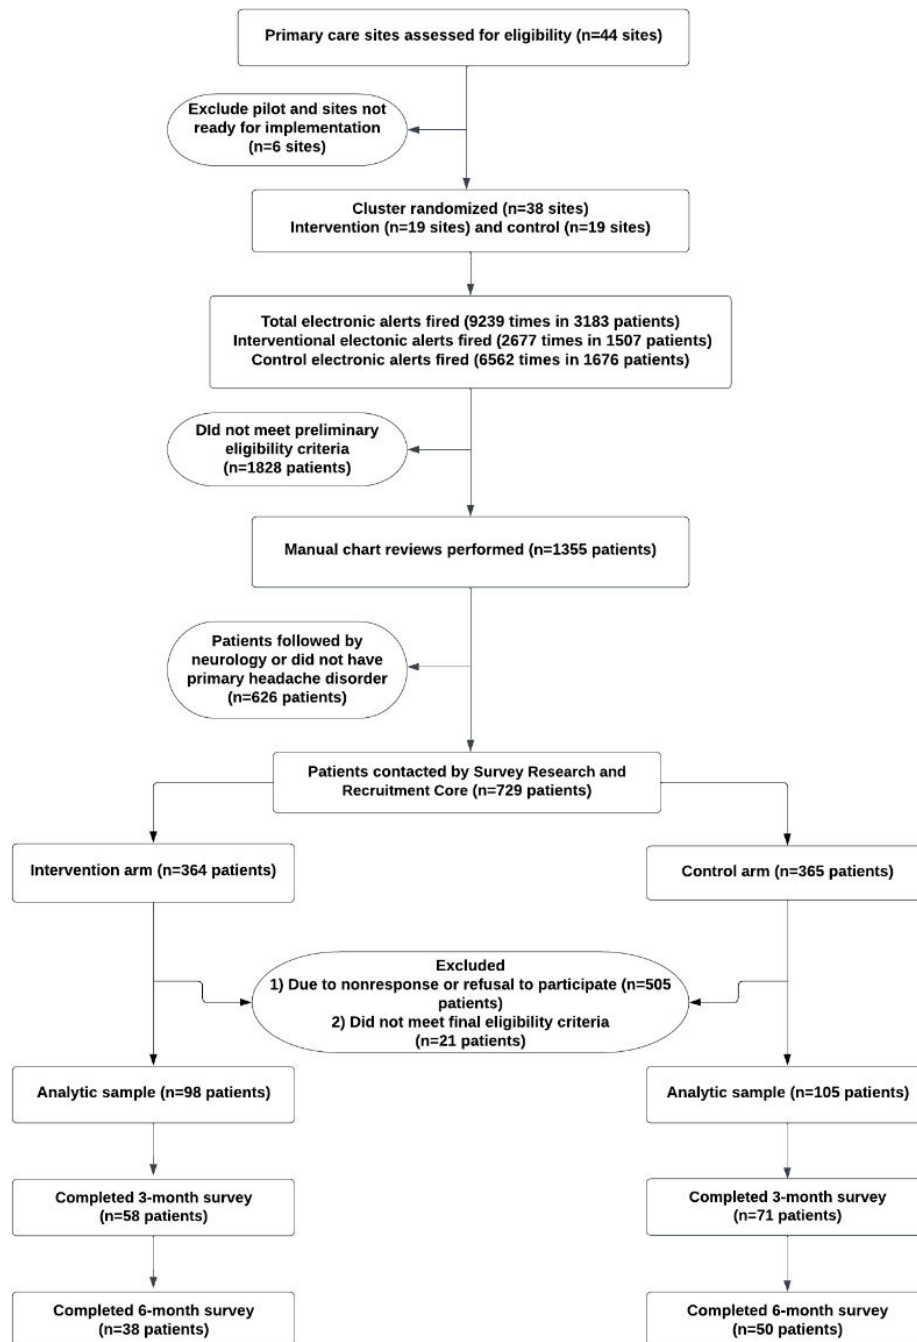 Primary care sites assessed for eligibility (n=44 sites)
Exclude pilot and sites not
ready for implementation
(n=6 sites)
Cluster randomized (n=38 sites)
Intervention (n=19 sites) and control (n=19 sites)
Total electronic alerts fired (9239 times in 3183 patients)
Interventional electonic alerts fired (2677 times in 1507 patients)
Control electronic alerts fired (6562 times in 1676 patients)
DId not meet preliminary
eligibility criteria
(n=1828 patients)
Manual chart reviews performed (n=1355 patients)
Patients followed by
neurology or did not have
primary headache disorder
(n=626 patients)
Patients contacted by Survey Research and
Recruitment Core (n=729 patients)
Intervention arm (n=364 patients)
Control arm (n=365 patients)
Excluded
1) Due to nonresponse or refusal to participate (n=505
patients)
2) Did not meet final eligibility criteria
(n=21 patients)
Analytic sample (n=98 patients)
Analytic sample (n=105 patients)
Completed 3-month survey
(n=58 patients)
Completed 3-month survey
(n=71 patients)
Completed 6-month survey
(n=38 patients)
Completed 6-month survey
(n=50 patients)